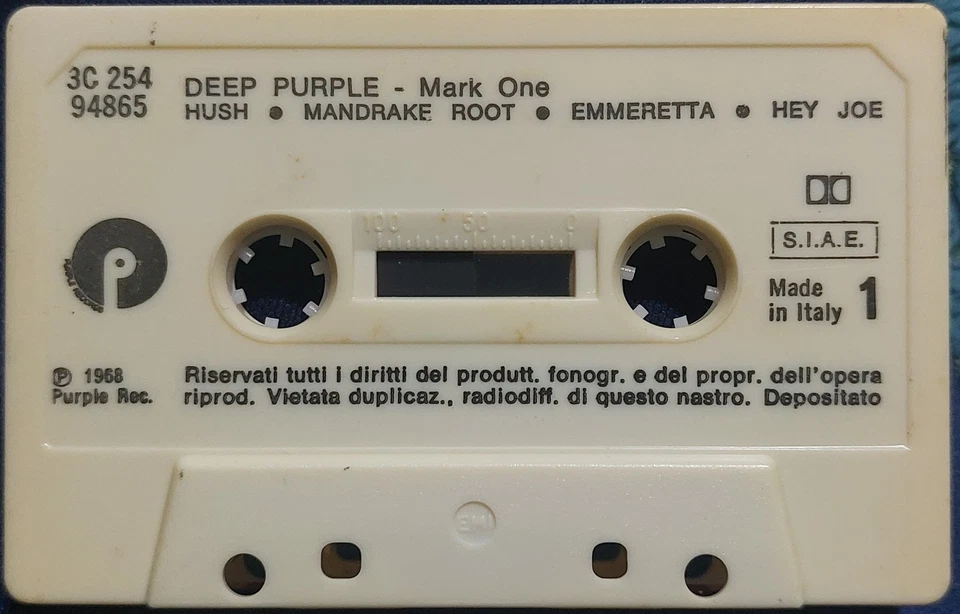 3C 254
94865
DEEP PURPLE - Mark One
HUSH ● MANDRAKE ROOT ● EMMERETTA ● HEY JOE
100 50 0
S.I.A.E.
Made
in Italy 1
PURPLE RECORDS
℗ 1968
Purple Rec.
Riservati tutti i diritti del produtt. fonogr. e del propr. dell'opera
riprod. Vietata duplicaz., radiodiff. di questo nastro. Depositato
EMI